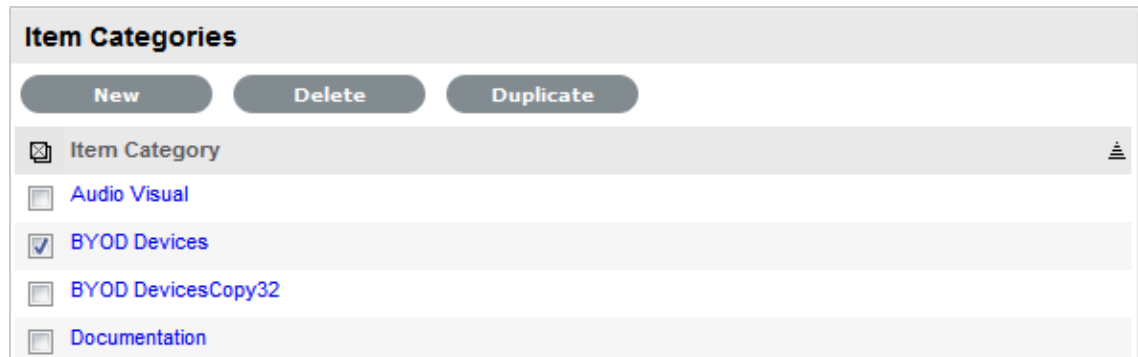 Item Categories
New Delete Duplicate
Item Category
Audio Visual
BYOD Devices
BYOD DevicesCopy32
Documentation